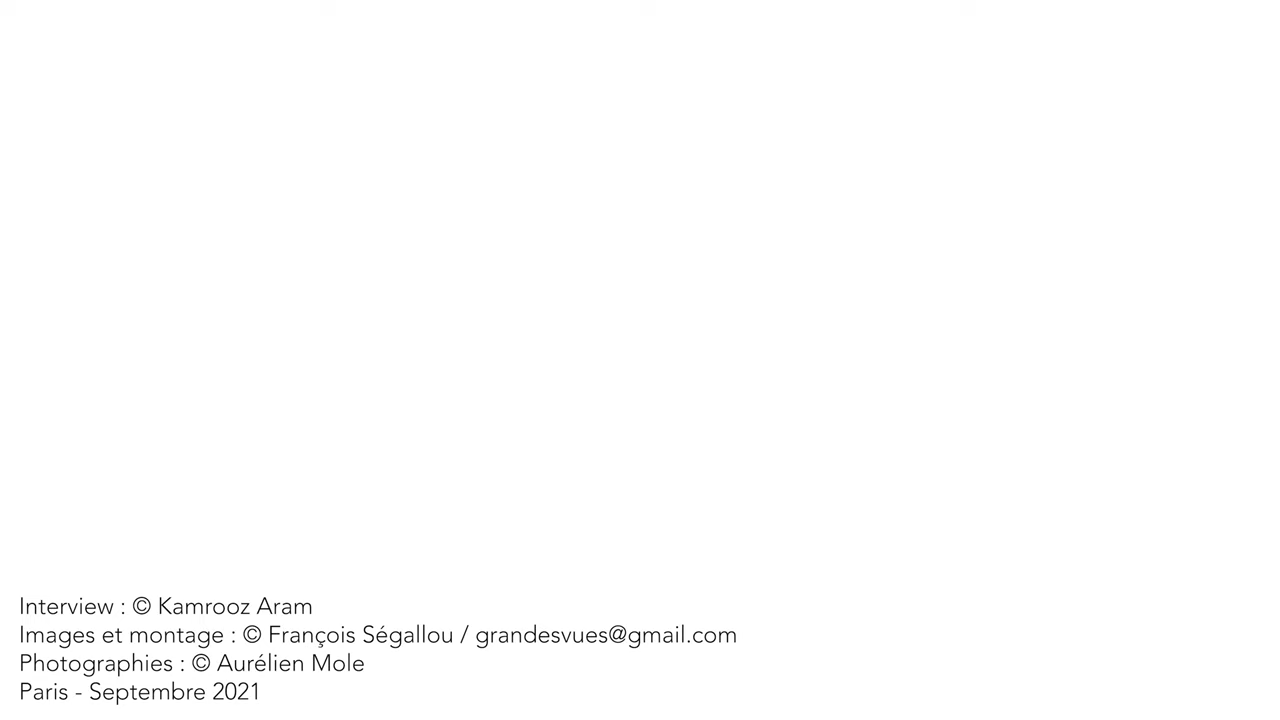 Interview : © Kamrooz Aram
Images et montage : © François Ségallou / grandesvues@gmail.com
Photographies : © Aurélien Mole
Paris - Septembre 2021